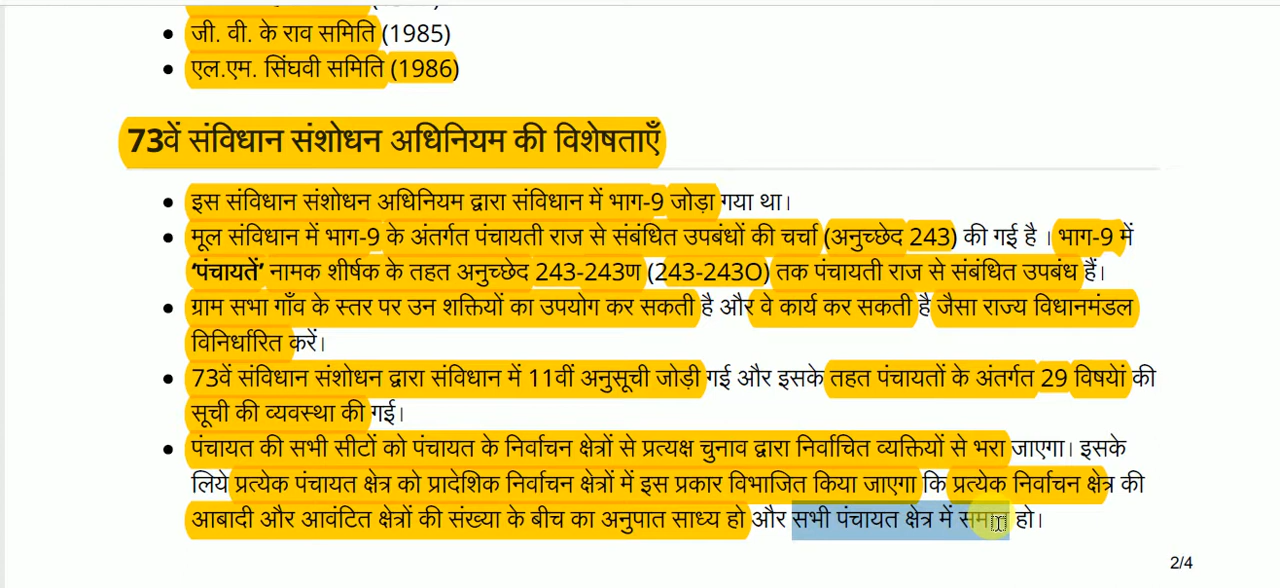 जी. वी. के राव समिति (1985)
एल.एम. सिंघवी समिति (1986)
73वें संविधान संशोधन अधिनियम की विशेषताएँ
इस संविधान संशोधन अधिनियम द्वारा संविधान में भाग-9 जोड़ा गया था।
मूल संविधान में भाग-9 के अंतर्गत पंचायती राज से संबंधित उपबंधों की चर्चा (अनुच्छेद 243) की गई है । भाग-9 में
‘पंचायतें’ नामक शीर्षक के तहत अनुच्छेद 243-243ण (243-243O) तक पंचायती राज से संबंधित उपबंध हैं।
ग्राम सभा गाँव के स्तर पर उन शक्तियों का उपयोग कर सकती है और वे कार्य कर सकती है जैसा राज्य विधानमंडल
विनिर्धारित करें।
73वें संविधान संशोधन द्वारा संविधान में 11वीं अनुसूची जोड़ी गई और इसके तहत पंचायतों के अंतर्गत 29 विषयों की
सूची की व्यवस्था की गई।
पंचायत की सभी सीटों को पंचायत के निर्वाचन क्षेत्रों से प्रत्यक्ष चुनाव द्वारा निर्वाचित व्यक्तियों से भरा जाएगा। इसके
लिये प्रत्येक पंचायत क्षेत्र को प्रादेशिक निर्वाचन क्षेत्रों में इस प्रकार विभाजित किया जाएगा कि प्रत्येक निर्वाचन क्षेत्र की
आबादी और आवंटित क्षेत्रों की संख्या के बीच का अनुपात साध्य हो और सभी पंचायत क्षेत्र में समान हो।
2/4